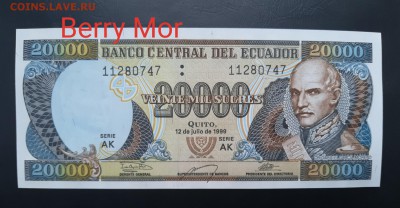 COINS.LAVE.RU
Berry Mor
20000 20000
BANCO CENTRAL DEL ECUADOR
11280747 11280747
20000
VEINTE MIL SUCRES
QUITO,
12 de julio de 1999
SERIE
AK
SERIE
AK
20000 20000